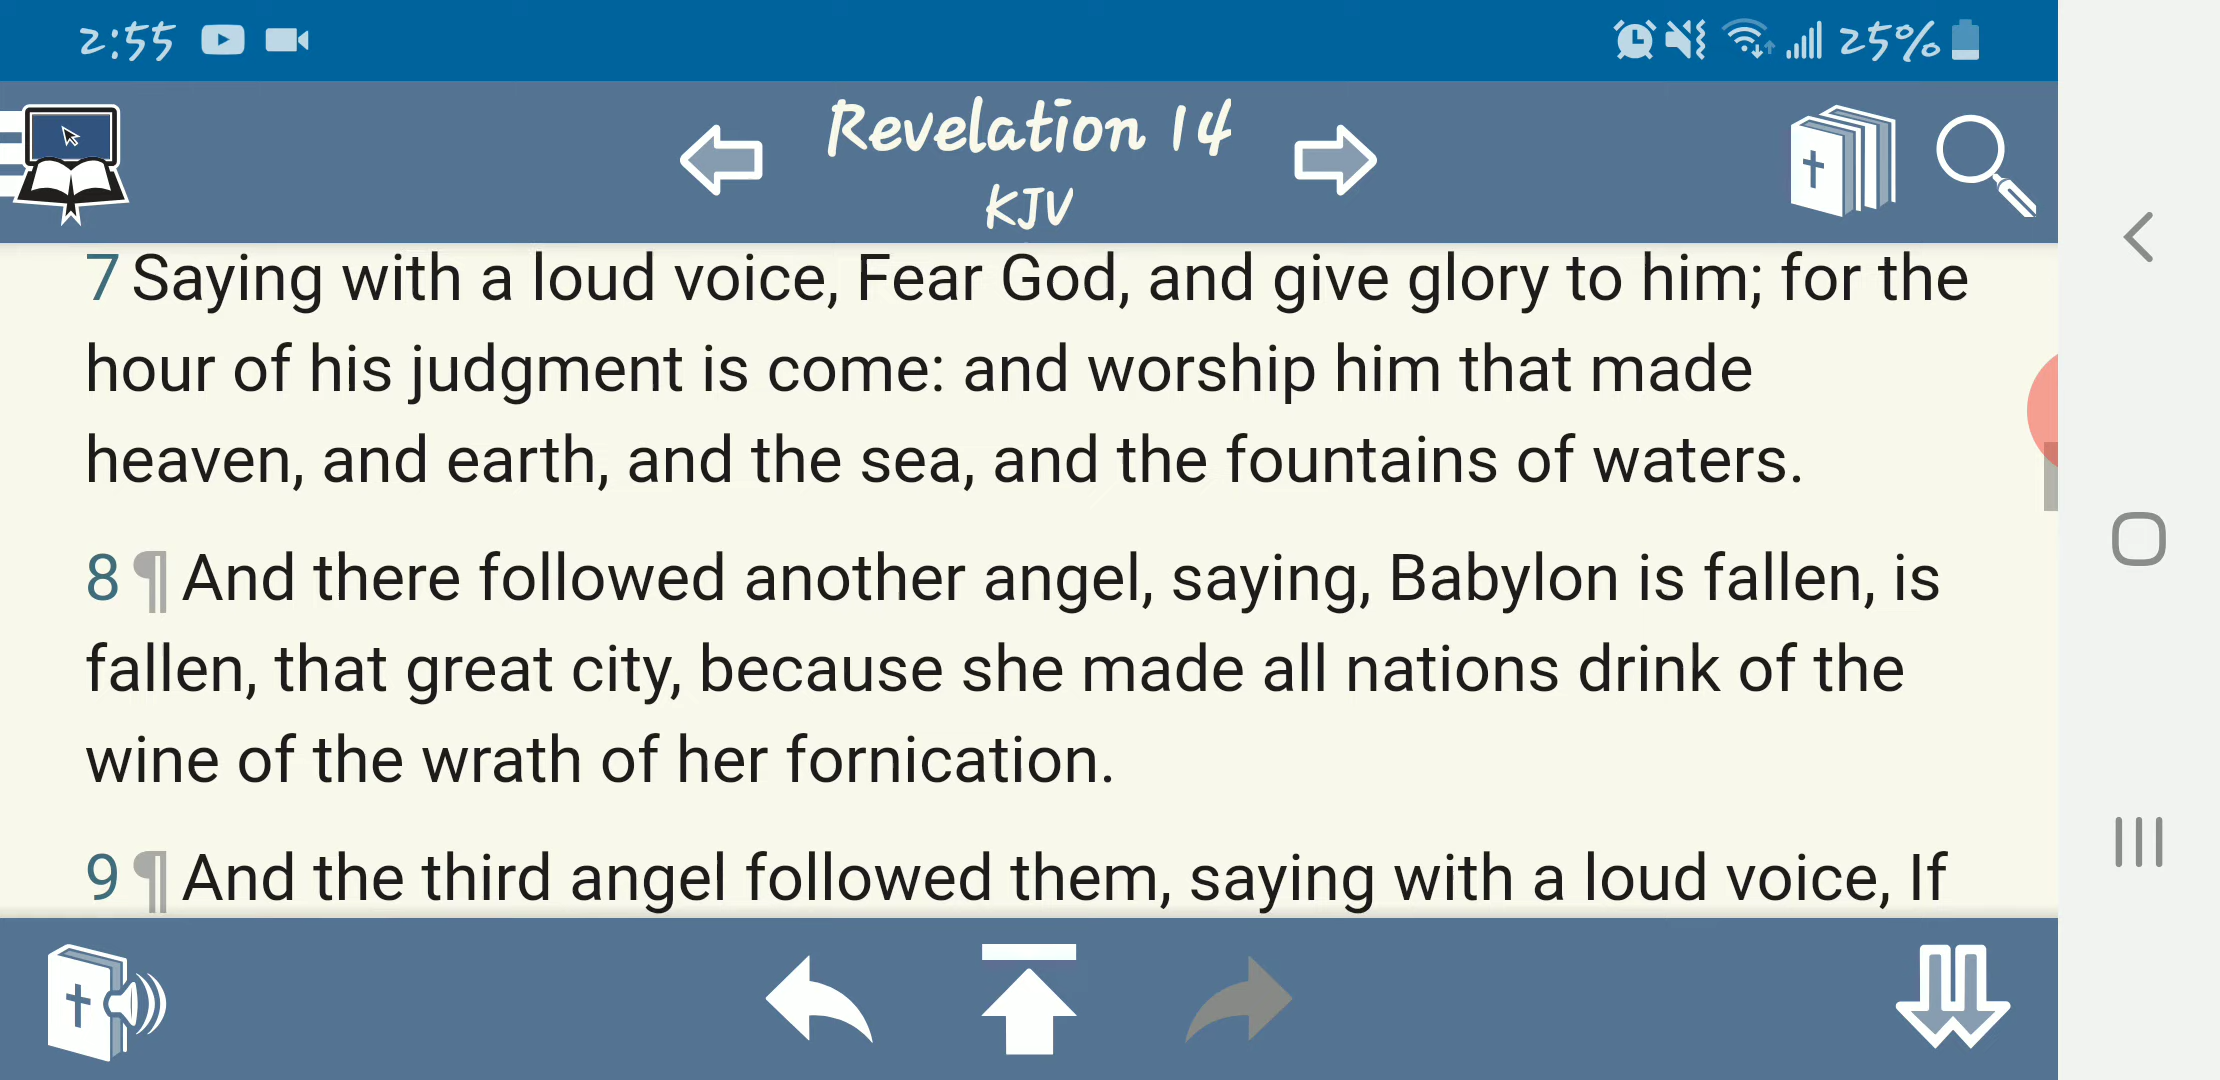 2:55 25%
Revelation 14
KJV
7 Saying with a loud voice, Fear God, and give glory to him; for the
hour of his judgment is come: and worship him that made
heaven, and earth, and the sea, and the fountains of waters.
8 ¶ And there followed another angel, saying, Babylon is fallen, is
fallen, that great city, because she made all nations drink of the
wine of the wrath of her fornication.
9 ¶ And the third angel followed them, saying with a loud voice, If